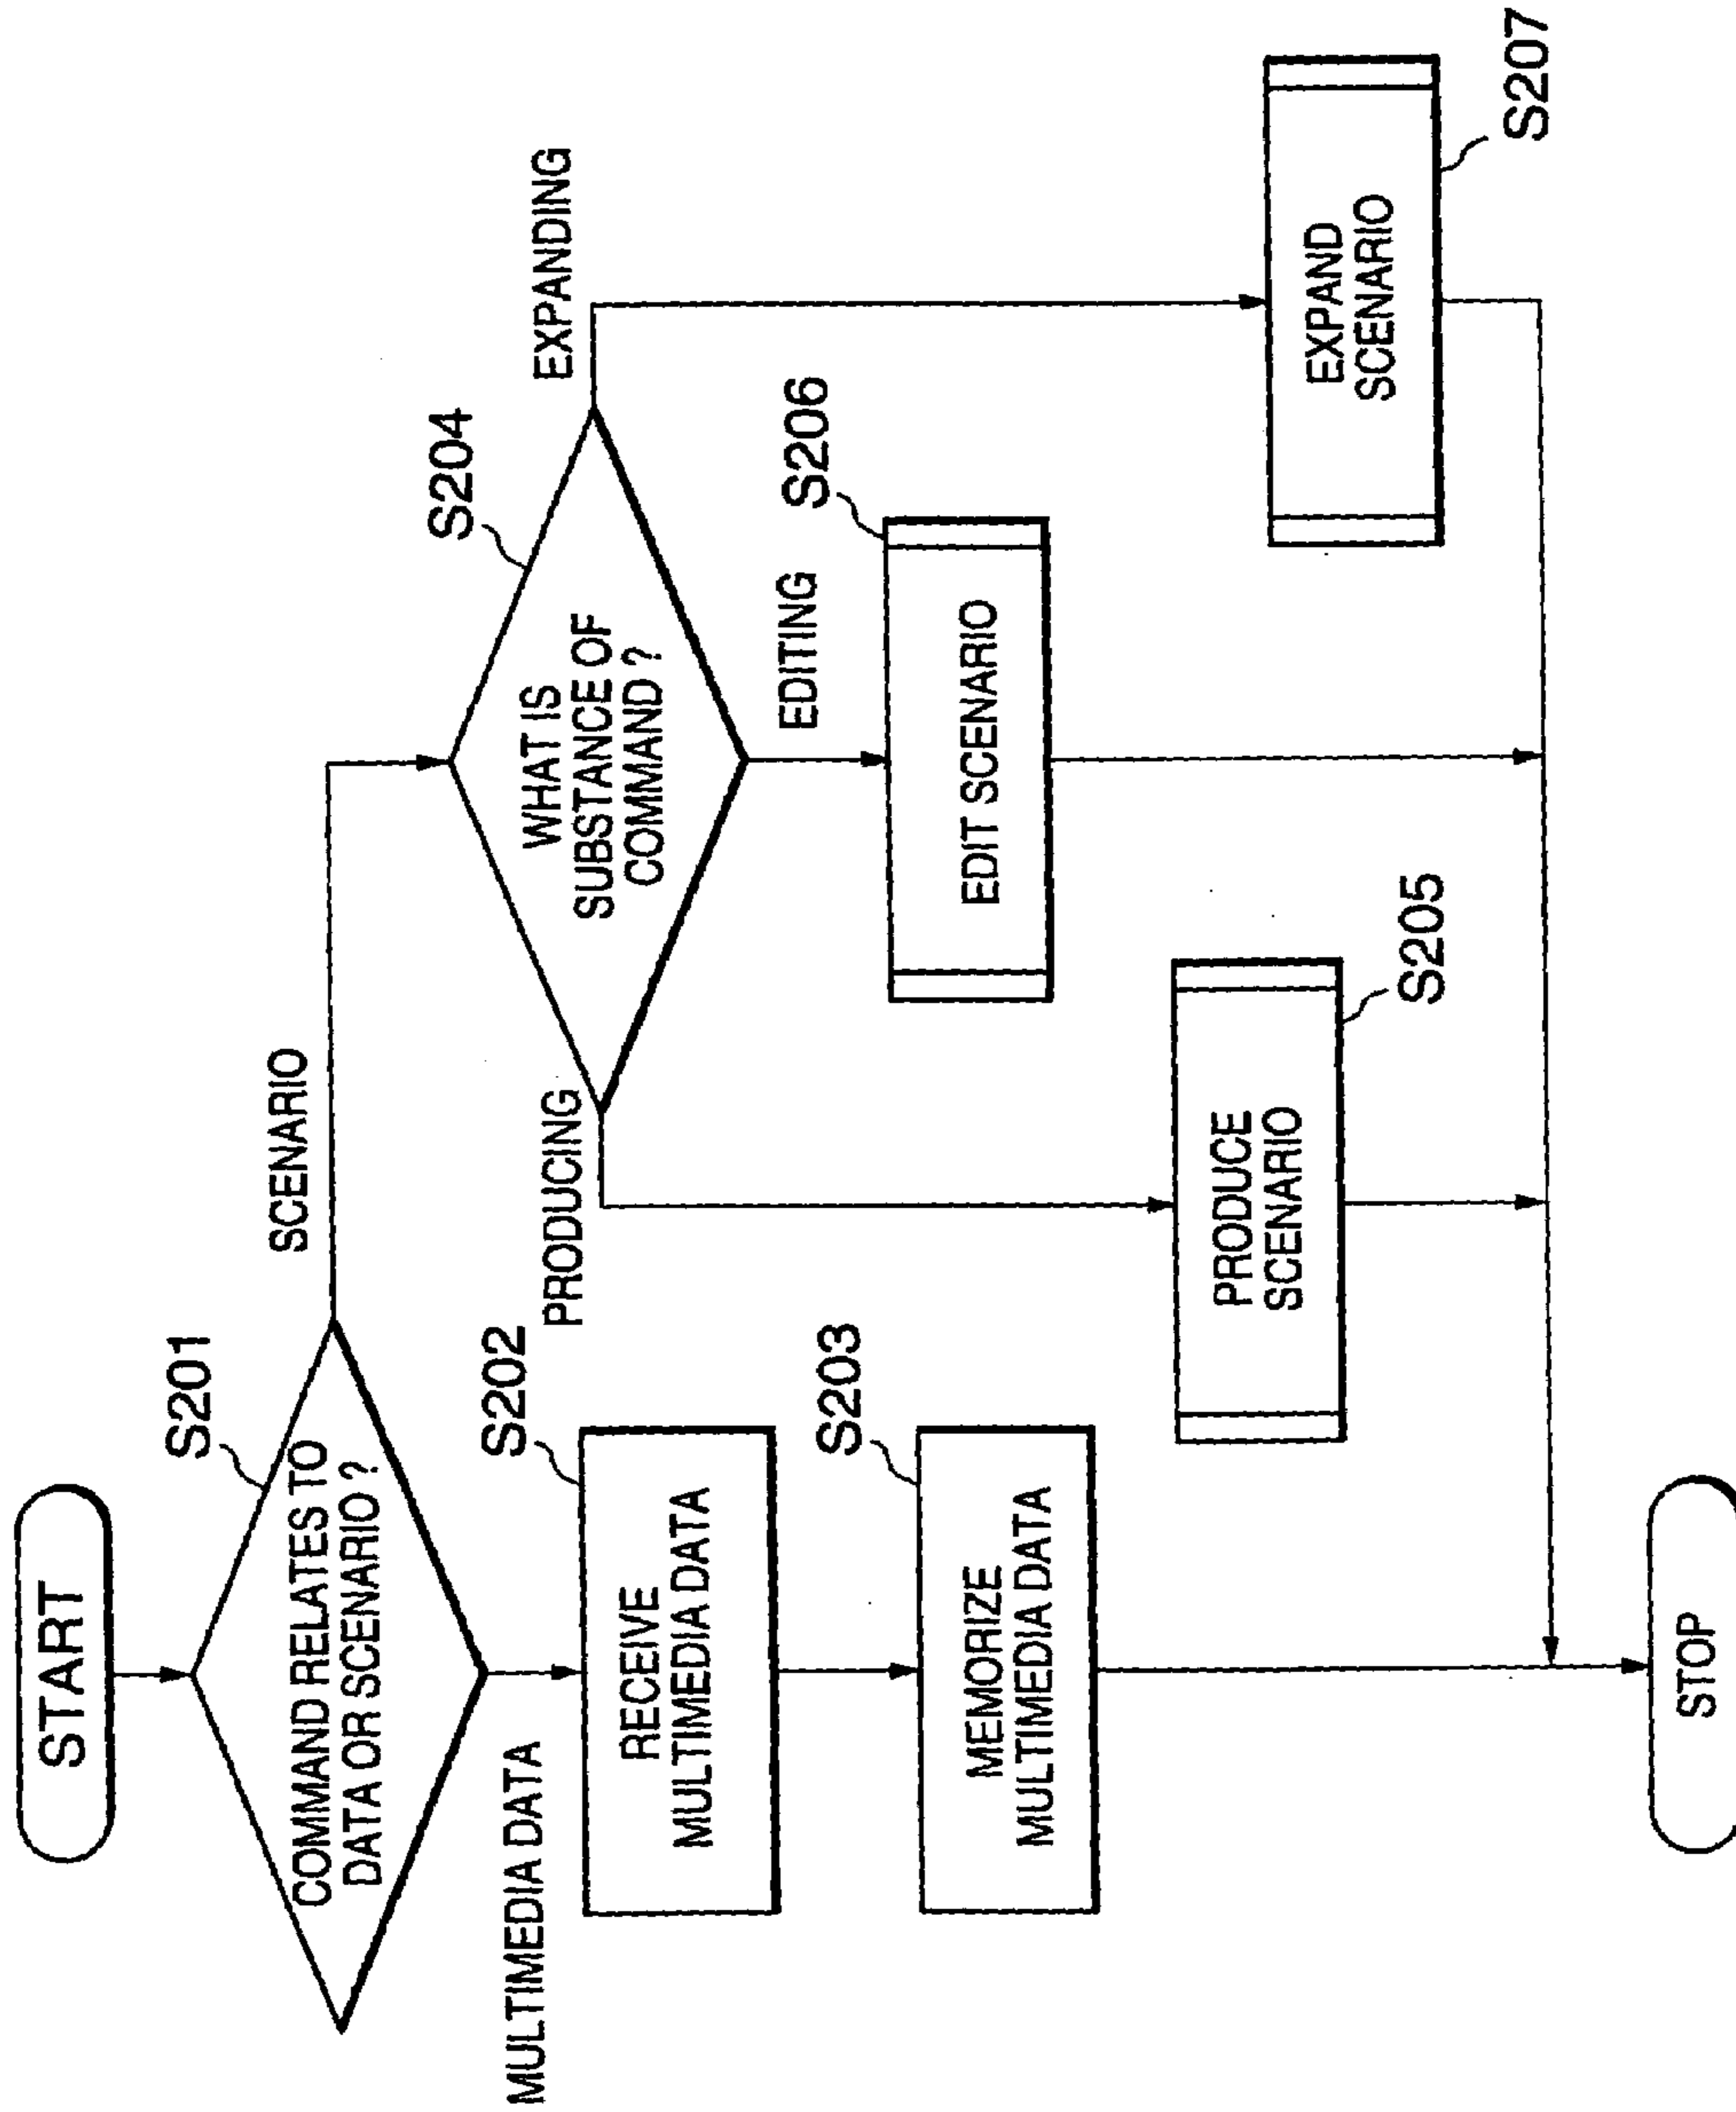 START
S201
COMMAND RELATES TO
DATA OR SCENARIO ?
SCENARIO
MULTIMEDIA DATA
S202
RECEIVE
MULTIMEDIA DATA
S203
MEMORIZE
MULTIMEDIA DATA
S204
WHAT IS
SUBSTANCE OF
COMMAND ?
PRODUCING
EDITING
EXPANDING
S206
EDIT SCENARIO
PRODUCE
SCENARIO
S205
EXPAND
SCENARIO
S207
STOP